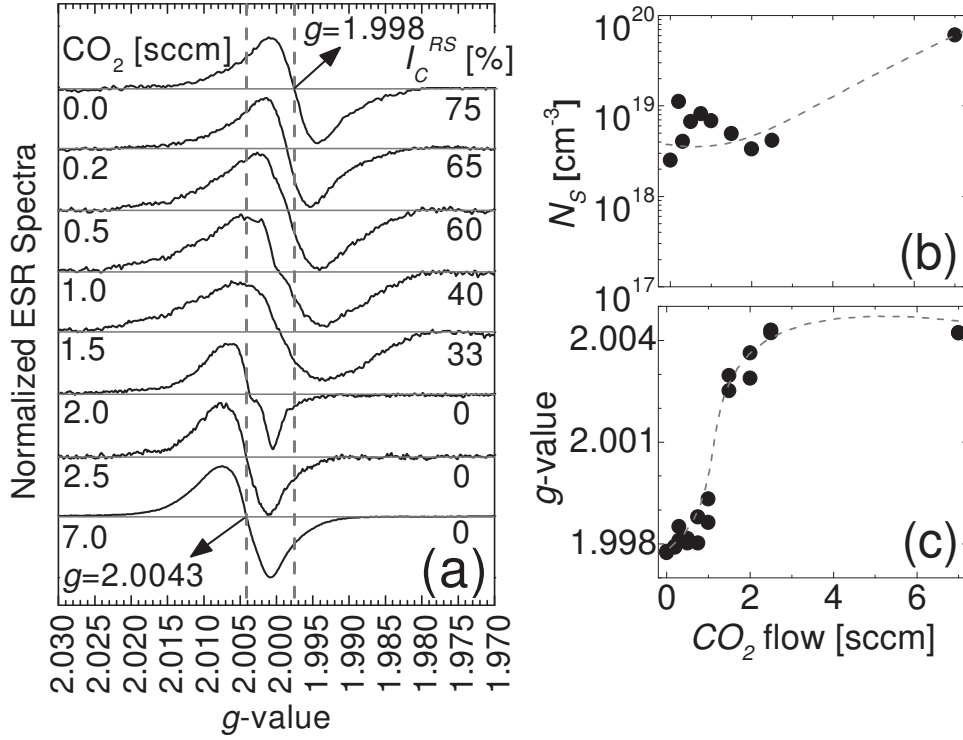 CO2 [sccm]
g=1.998
I_C^RS [%]
0.0 75
0.2 65
0.5 60
1.0 40
1.5 33
2.0 0
2.5 0
7.0 0
g=2.0043
(a)
Normalized ESR Spectra
2.030 2.025 2.020 2.015 2.010 2.005 2.000 1.995 1.990 1.985 1.980 1.975 1.970
g-value
10^20
10^19
10^18
10^17
N_S [cm^-3]
(b)
2.004
2.001
1.998
g-value
(c)
0 2 4 6
CO2 flow [sccm]